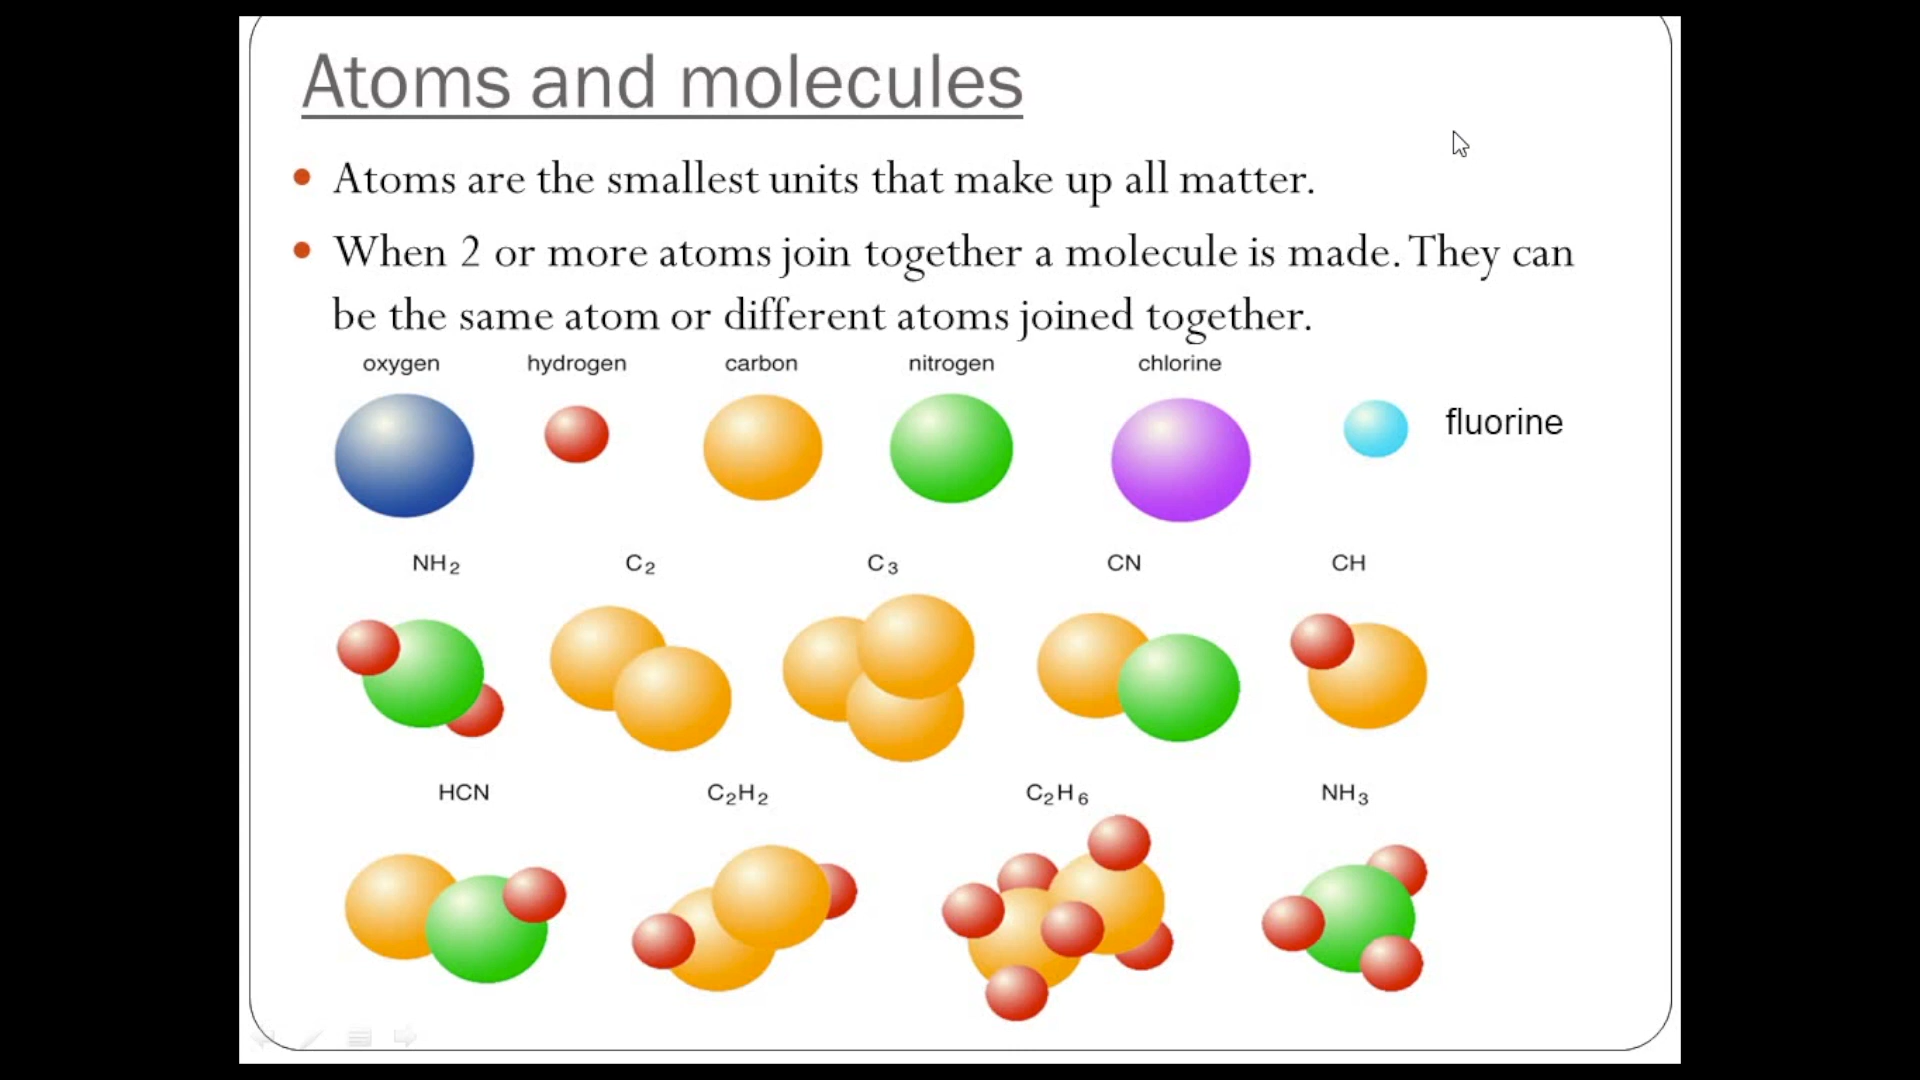 Atoms and molecules
• Atoms are the smallest units that make up all matter.
• When 2 or more atoms join together a molecule is made. They can
be the same atom or different atoms joined together.
oxygen hydrogen carbon nitrogen chlorine
fluorine
NH₂ C₂ C₃ CN CH
HCN C₂H₂ C₂H₆ NH₃